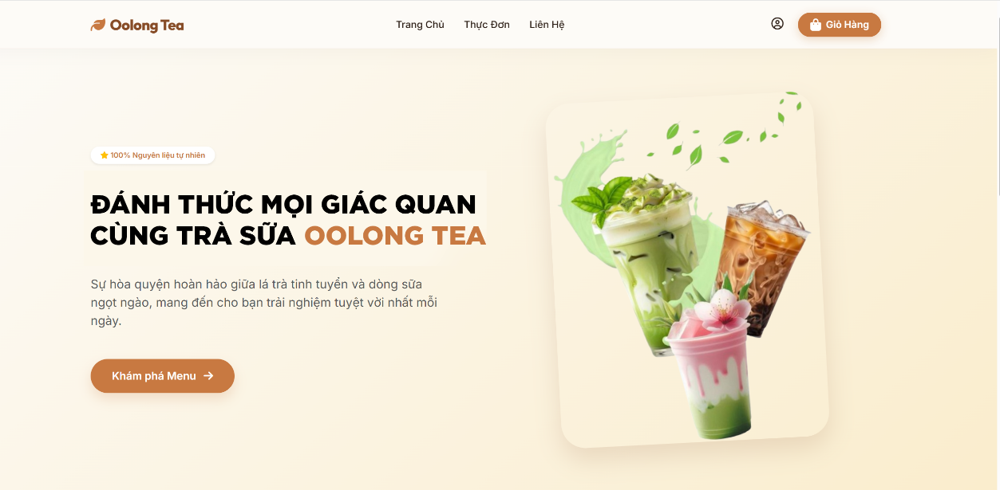 Oolong Tea
Trang Chủ
Thực Đơn
Liên Hệ
Giỏ Hàng
100% Nguyên liệu tự nhiên
ĐÁNH THỨC MỌI GIÁC QUAN
CÙNG TRÀ SỮA OOLONG TEA
Sự hòa quyện hoàn hảo giữa lá trà tinh tuyển và dòng sữa
ngọt ngào, mang đến cho bạn trải nghiệm tuyệt vời nhất mỗi
ngày.
Khám phá Menu